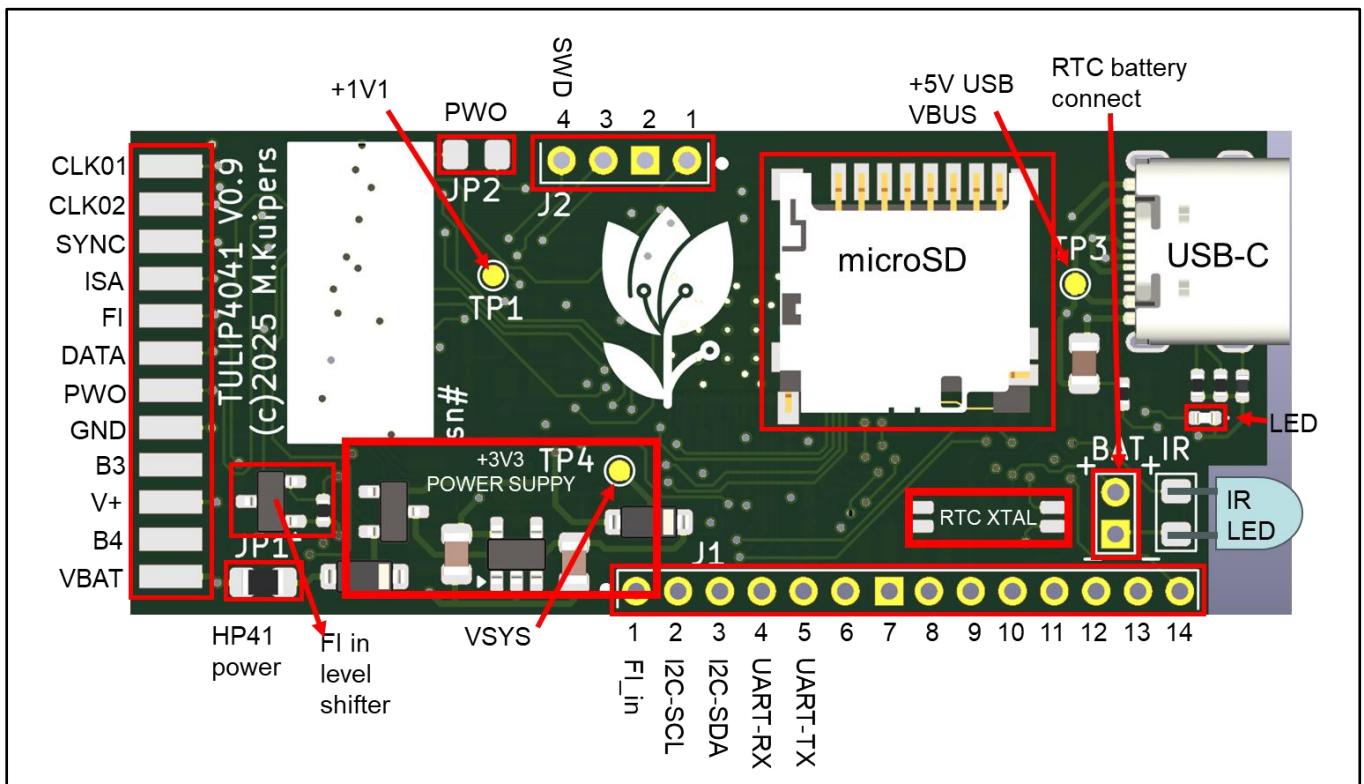 SWD
+1V1
PWO
4 3 2 1
+5V USB
VBUS
RTC battery
connect
CLK01
CLK02
SYNC
ISA
FI
DATA
PWO
GND
B3
V+
B4
VBAT
TULIP4041 V0.9
(c)2025 M.Kuipers
sn#
JP2
J2
TP1
microSD
TP3
USB-C
LED
+3V3
POWER SUPPY
TP4
JP1
BAT
IR
+ +
- -
RTC XTAL
IR
LED
J1
HP41
power
FI in
level
shifter
VSYS
1 2 3 4 5 6 7 8 9 10 11 12 13 14
FI_in
I2C-SCL
I2C-SDA
UART-RX
UART-TX